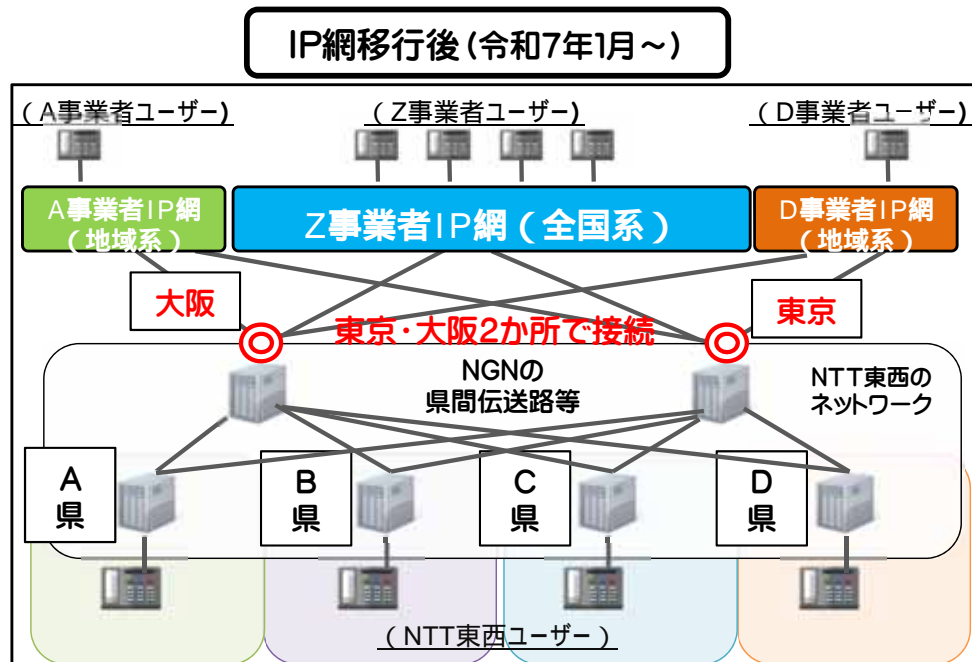 IP網移行後(令和7年1月~)
(A事業者ユーザー)
(Z事業者ユーザー)
(D事業者ユーザー)
A事業者IP網
(地域系)
Z事業者IP網(全国系)
D事業者IP網
(地域系)
大阪
東京
東京・大阪2か所で接続
NGNの
県間伝送路等
NTT東西の
ネットワーク
A
県
B
県
C
県
D
県
(NTT東西ユーザー)